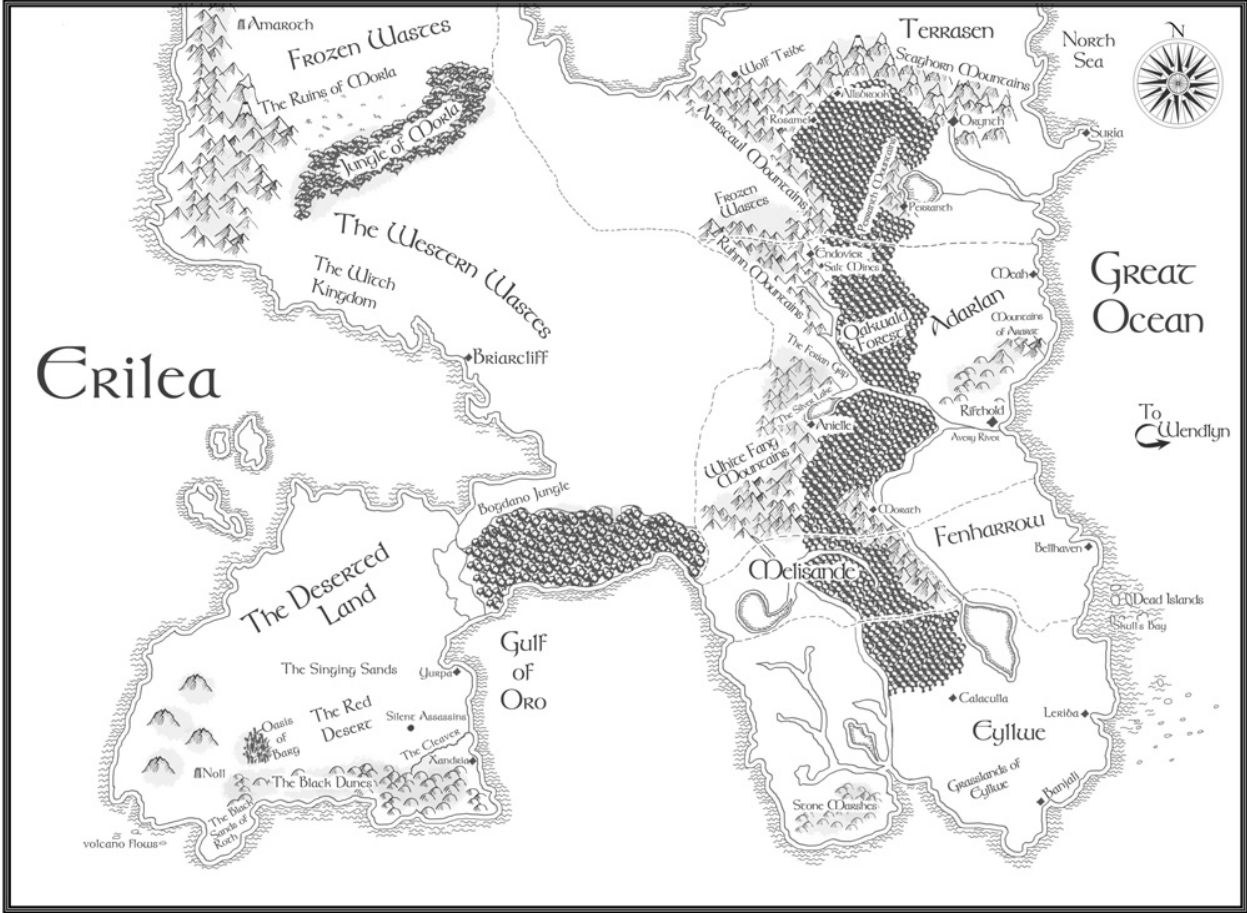 Amaroth
Frozen Wastes
The Ruins of Morla
Jungle of Morla
The Western Wastes
The Witch
Kingdom
Briarcliff
Erilea
Terrasen
North
Sea
N
Wolf Tribe
Staghorn Mountains
Allsbrook
Rosamel
Orynth
Suria
Anascaul Mountains
Perranth Mountains
Perranth
Frozen
Wastes
Ruhnn Mountains
Endovier
Salt Mines
Meah
Great
Ocean
Adarlan
Oakwald
Forest
Mountains
of Ararat
The Ferian Gap
The Silver Lake
Anielle
Rifthold
Avery River
To
Wendlyn
White Fang
Mountains
Morath
Fenharrow
Bellhaven
Melisande
Dead Islands
Skull's Bay
Bogdano Jungle
The Deserted
Land
Gulf
of
Oro
The Singing Sands
Yurpa
The Red
Desert
Silent Assassins
Oasis
of
Barg
The Cleaver
Xandria
Noll
The Black Dunes
The Black
Sands of
Roth
volcano flows
Calaculla
Leriba
Eyllwe
Grasslands of
Eyllwe
Banjali
Stone Marshes